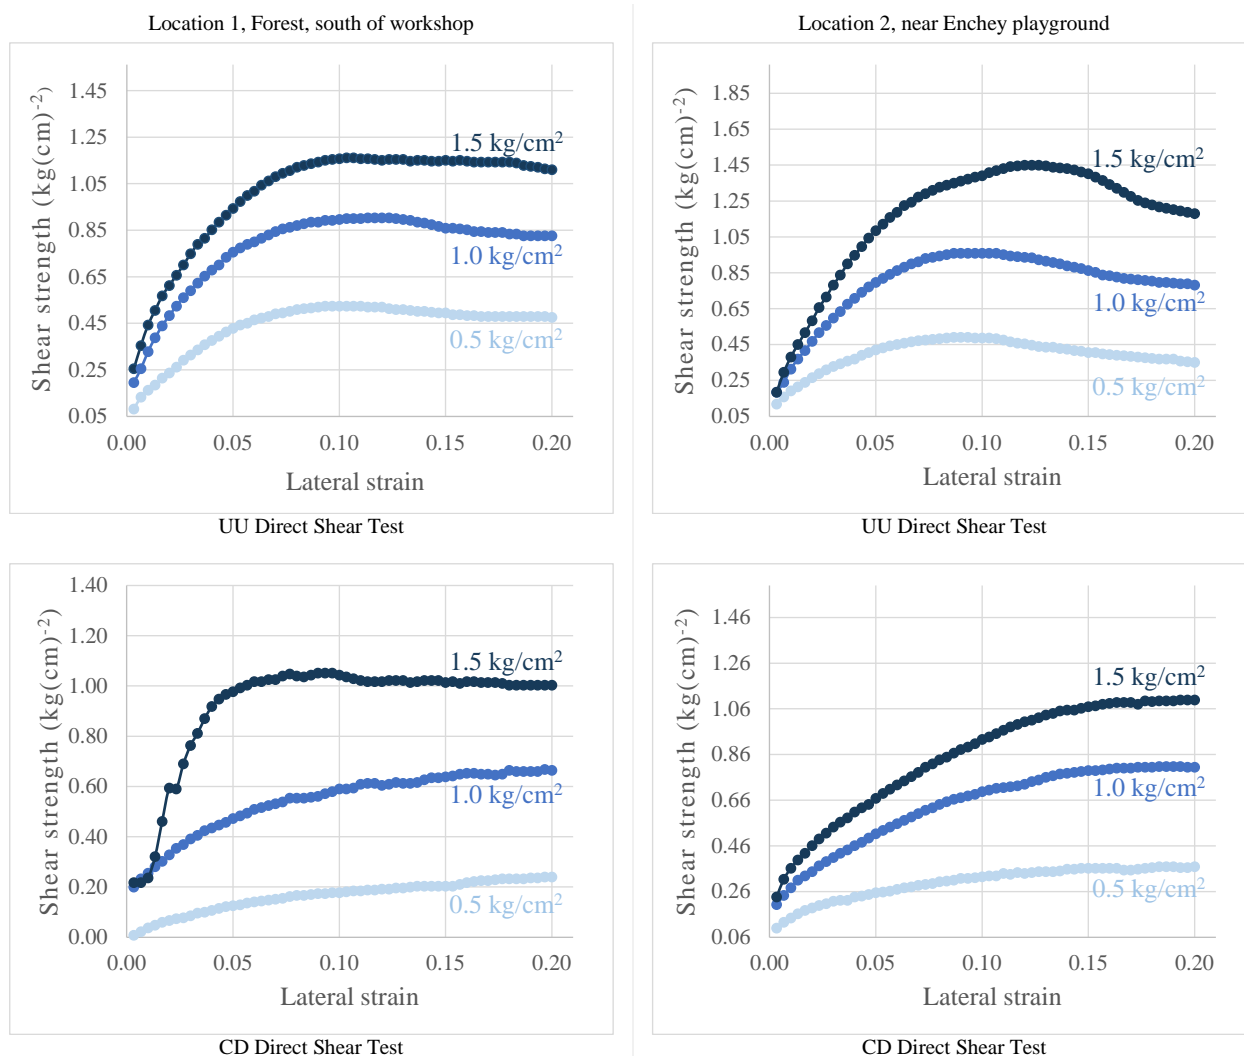 Location 1, Forest, south of workshop
Shear strength (kg(cm)⁻²)
1.45
1.25
1.05
0.85
0.65
0.45
0.25
0.05
1.5 kg/cm²
1.0 kg/cm²
0.5 kg/cm²
0.00 0.05 0.10 0.15 0.20
Lateral strain
UU Direct Shear Test
Location 2, near Enchey playground
Shear strength (kg(cm)⁻²)
1.85
1.65
1.45
1.25
1.05
0.85
0.65
0.45
0.25
0.05
1.5 kg/cm²
1.0 kg/cm²
0.5 kg/cm²
0.00 0.05 0.10 0.15 0.20
Lateral strain
UU Direct Shear Test
Shear strength (kg(cm)⁻²)
1.40
1.20
1.00
0.80
0.60
0.40
0.20
0.00
1.5 kg/cm²
1.0 kg/cm²
0.5 kg/cm²
0.00 0.05 0.10 0.15 0.20
Lateral strain
CD Direct Shear Test
Shear strength (kg(cm)⁻²)
1.46
1.26
1.06
0.86
0.66
0.46
0.26
0.06
1.5 kg/cm²
1.0 kg/cm²
0.5 kg/cm²
0.00 0.05 0.10 0.15 0.20
Lateral strain
CD Direct Shear Test